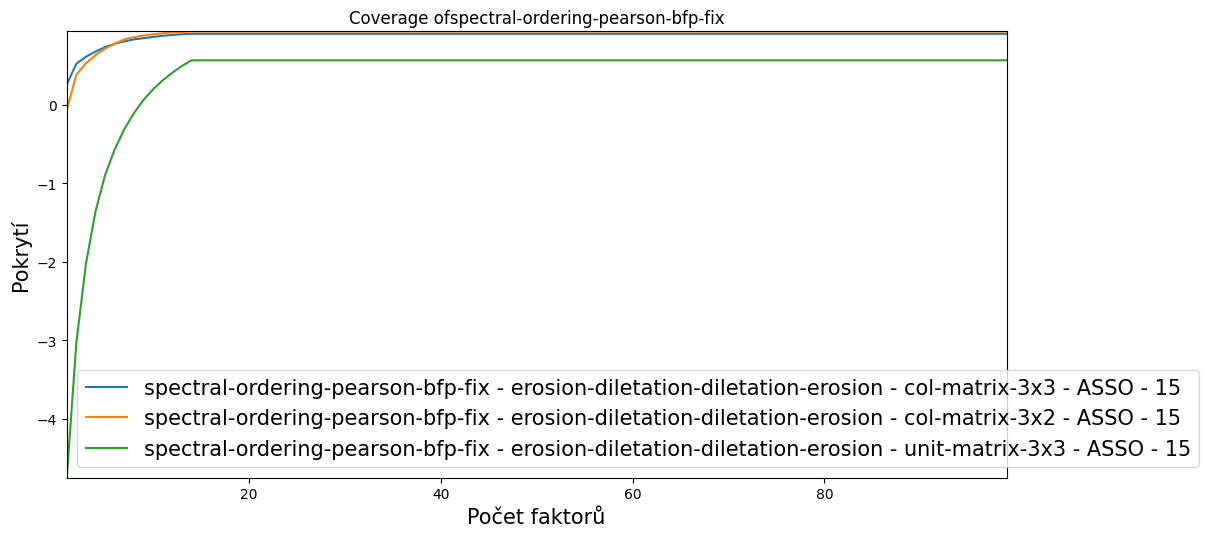 Coverage ofspectral-ordering-pearson-bfp-fix
0
−1
−2
−3
−4
Pokrytí
spectral-ordering-pearson-bfp-fix - erosion-diletation-diletation-erosion - col-matrix-3x3 - ASSO - 15
spectral-ordering-pearson-bfp-fix - erosion-diletation-diletation-erosion - col-matrix-3x2 - ASSO - 15
spectral-ordering-pearson-bfp-fix - erosion-diletation-diletation-erosion - unit-matrix-3x3 - ASSO - 15
20 40 60 80
Počet faktorů